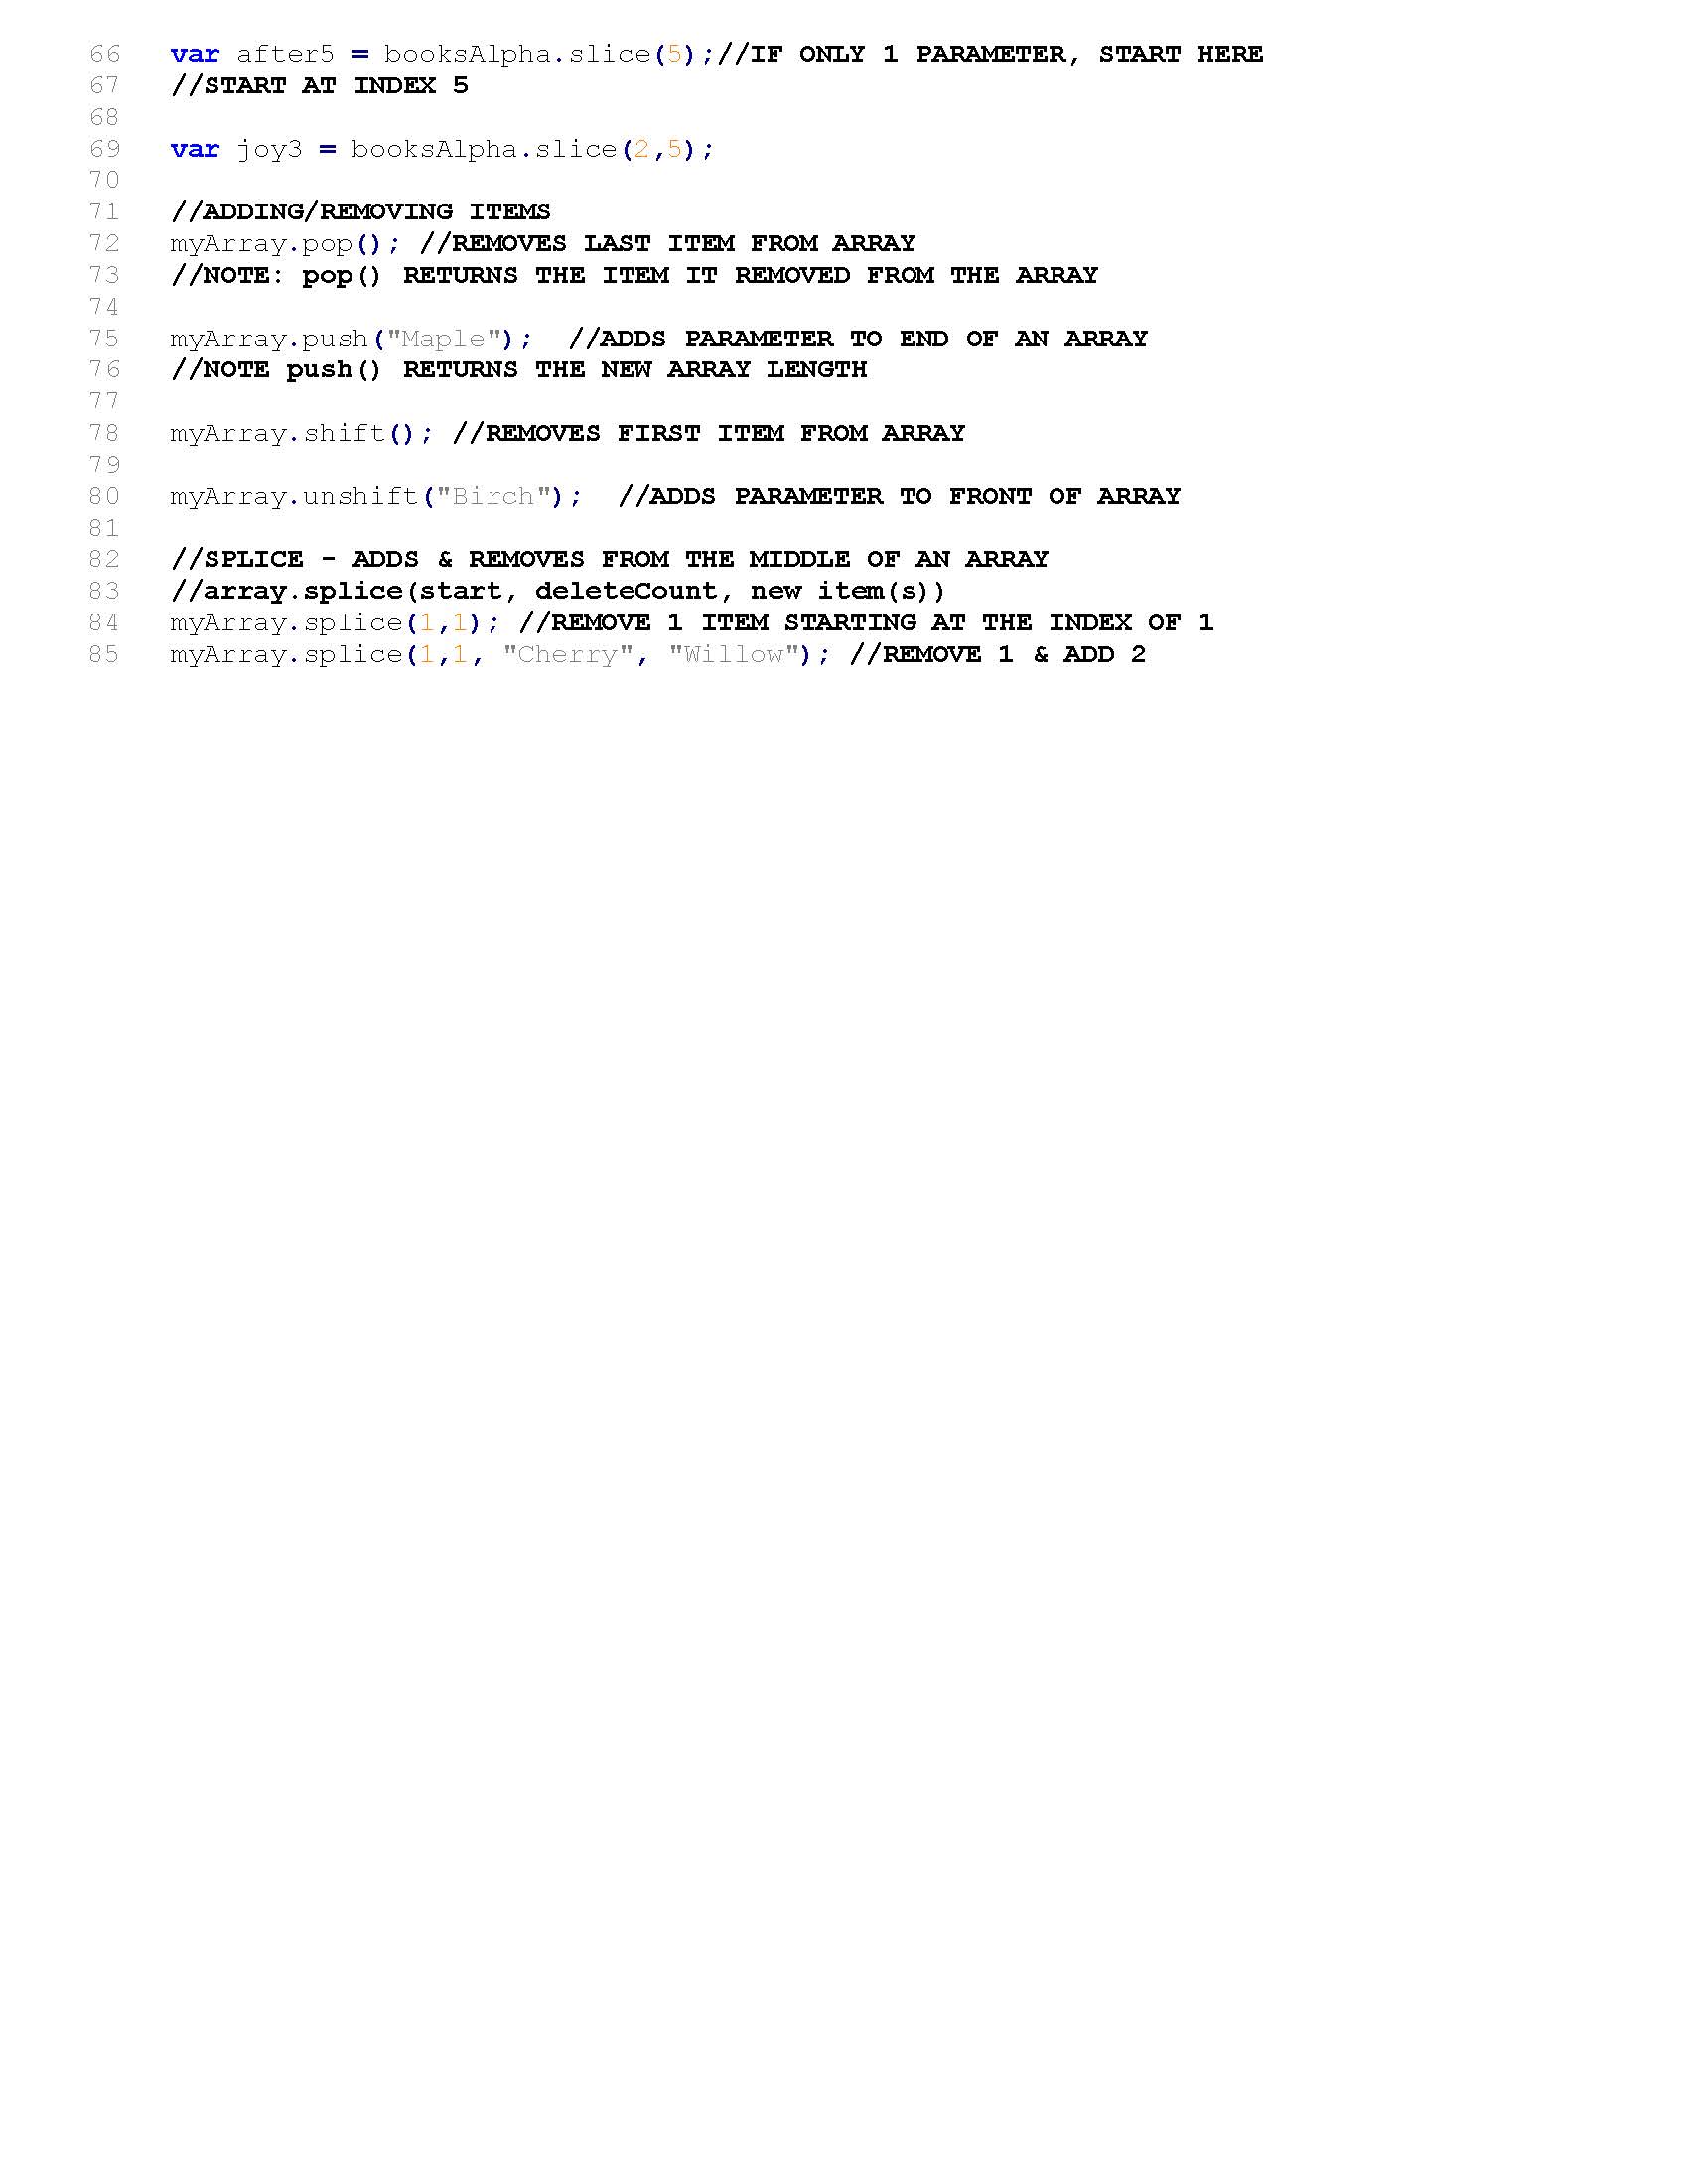 66 var after5 = booksAlpha.slice(5);//IF ONLY 1 PARAMETER, START HERE
67 //START AT INDEX 5
68
69 var joy3 = booksAlpha.slice(2,5);
70
71 //ADDING/REMOVING ITEMS
72 myArray.pop(); //REMOVES LAST ITEM FROM ARRAY
73 //NOTE: pop() RETURNS THE ITEM IT REMOVED FROM THE ARRAY
74
75 myArray.push("Maple");  //ADDS PARAMETER TO END OF AN ARRAY
76 //NOTE push() RETURNS THE NEW ARRAY LENGTH
77
78 myArray.shift(); //REMOVES FIRST ITEM FROM ARRAY
79
80 myArray.unshift("Birch");  //ADDS PARAMETER TO FRONT OF ARRAY
81
82 //SPLICE - ADDS & REMOVES FROM THE MIDDLE OF AN ARRAY
83 //array.splice(start, deleteCount, new item(s))
84 myArray.splice(1,1); //REMOVE 1 ITEM STARTING AT THE INDEX OF 1
85 myArray.splice(1,1, "Cherry", "Willow"); //REMOVE 1 & ADD 2